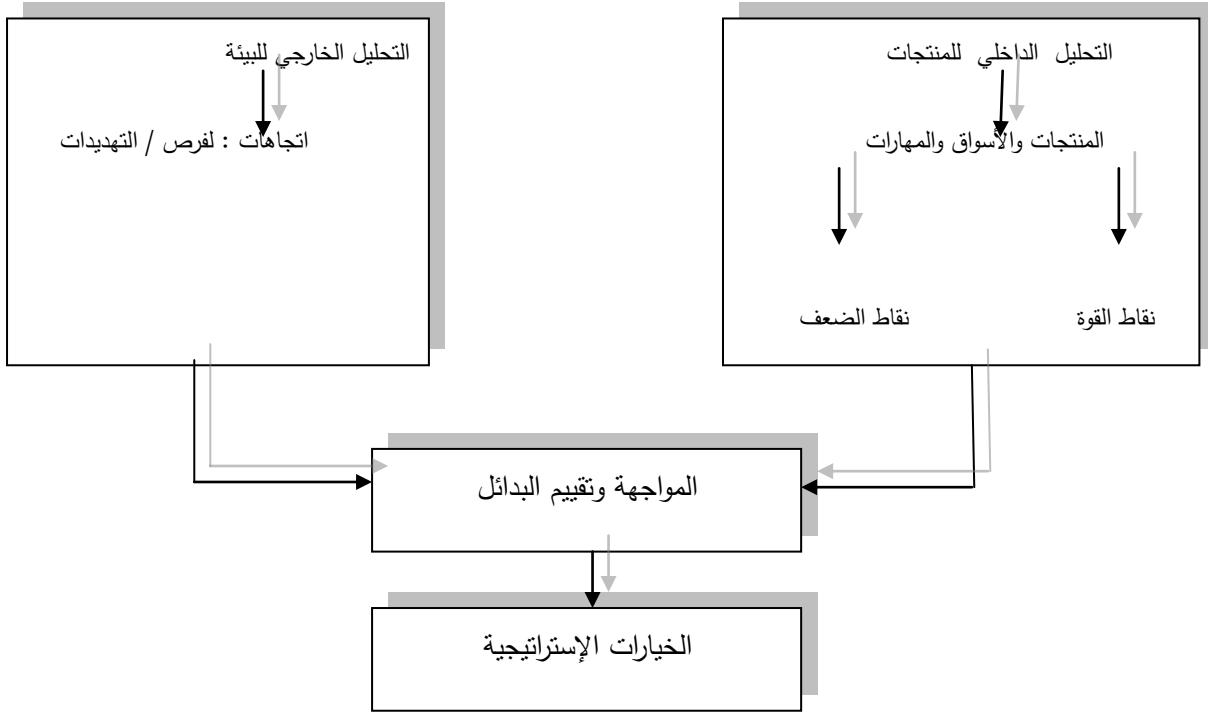 التحليل الداخلي للمنتجات
المنتجات والأسواق والمهارات
نقاط القوة
نقاط الضعف
التحليل الخارجي للبيئة
اتجاهات : لفرص / التهديدات
المواجهة وتقييم البدائل
الخيارات الإستراتيجية